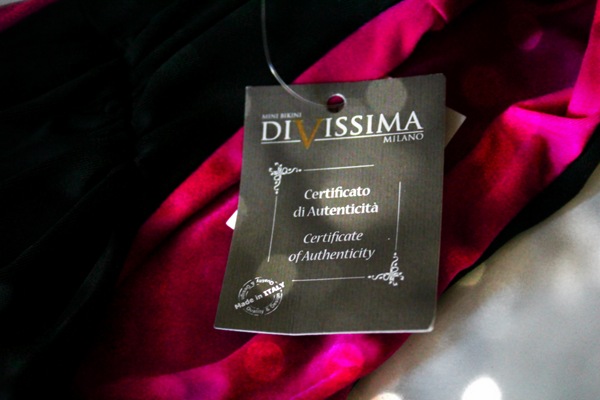 MINI BIKINI
DIVISSIMA
MILANO
Certificato
di Autenticità
Certificate
of Authenticity
Made in ITALY